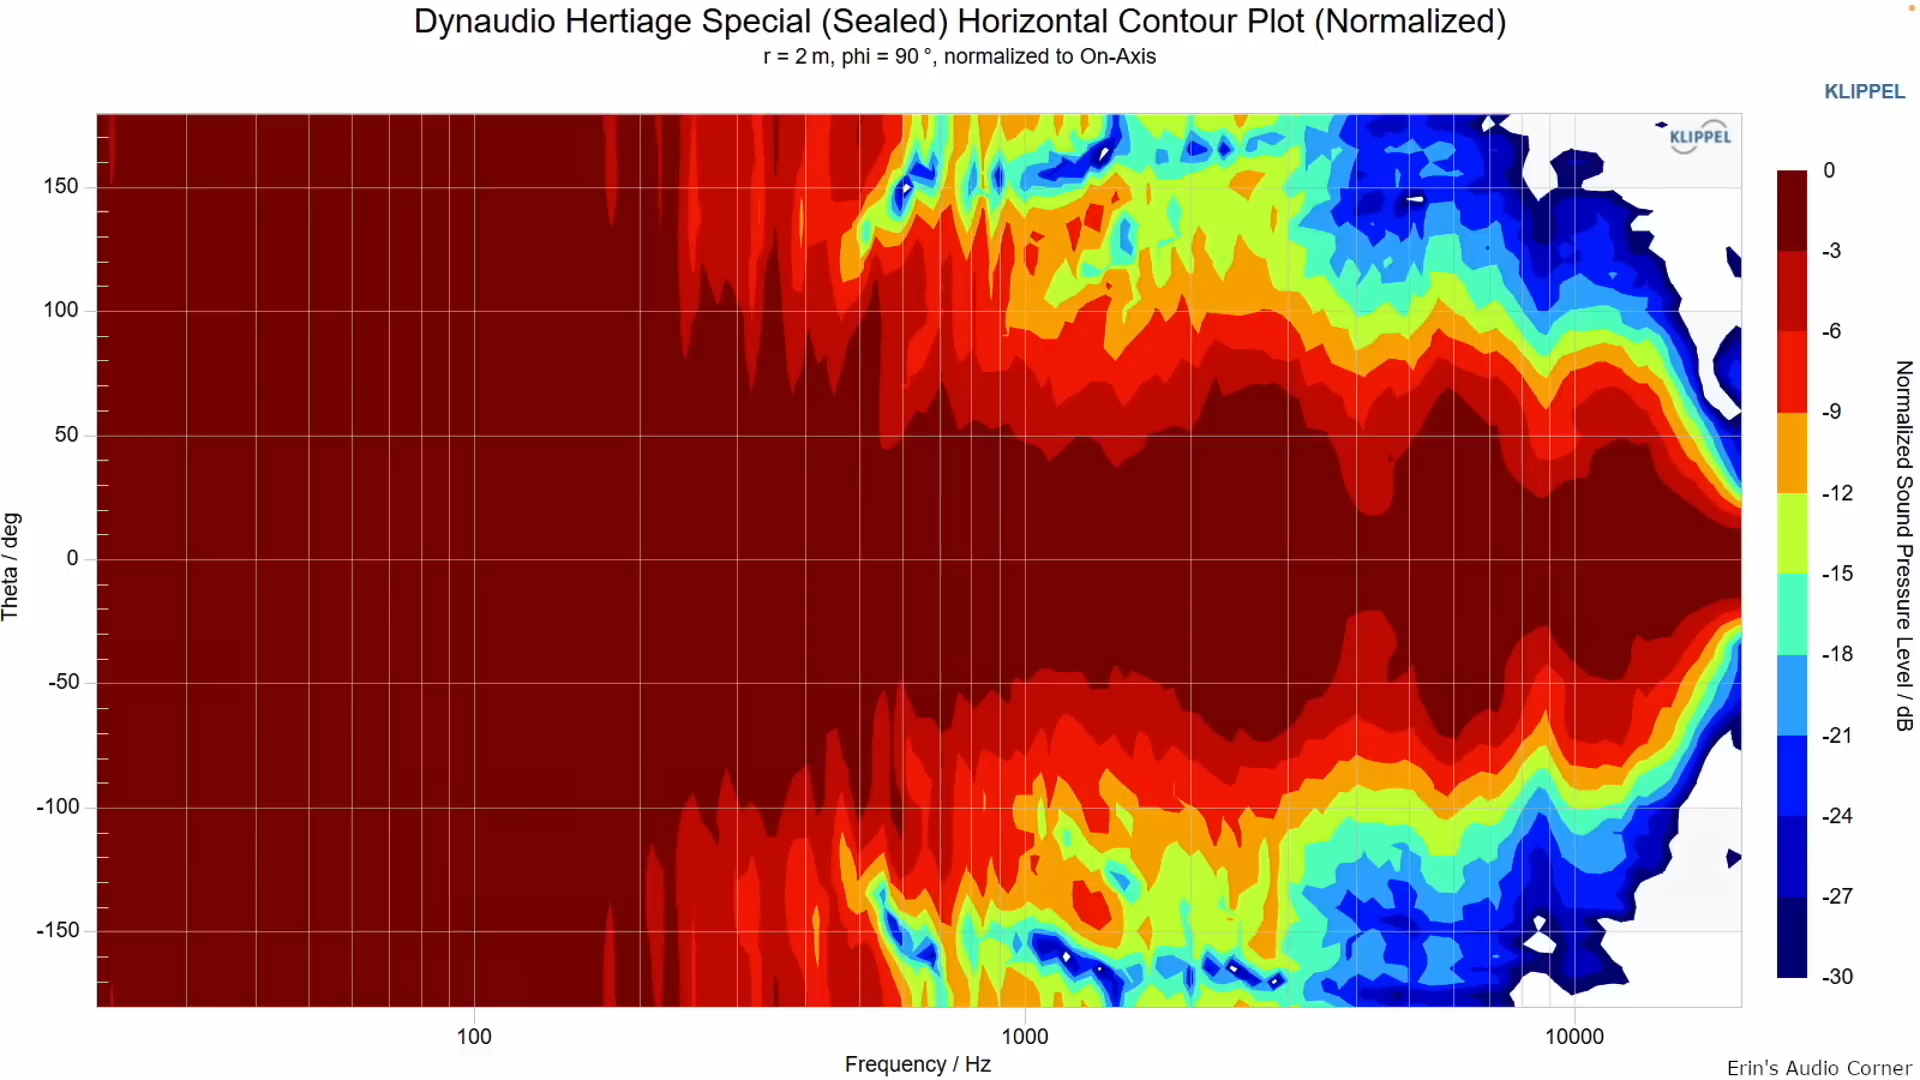 Dynaudio Hertiage Special (Sealed) Horizontal Contour Plot (Normalized)
r = 2 m, phi = 90 °, normalized to On-Axis
KLIPPEL
KLIPPEL
150
100
50
0
-50
-100
-150
Theta / deg
100
1000
10000
Frequency / Hz
0
-3
-6
-9
-12
-15
-18
-21
-24
-27
-30
Normalized Sound Pressure Level / dB
Erin's Audio Corner